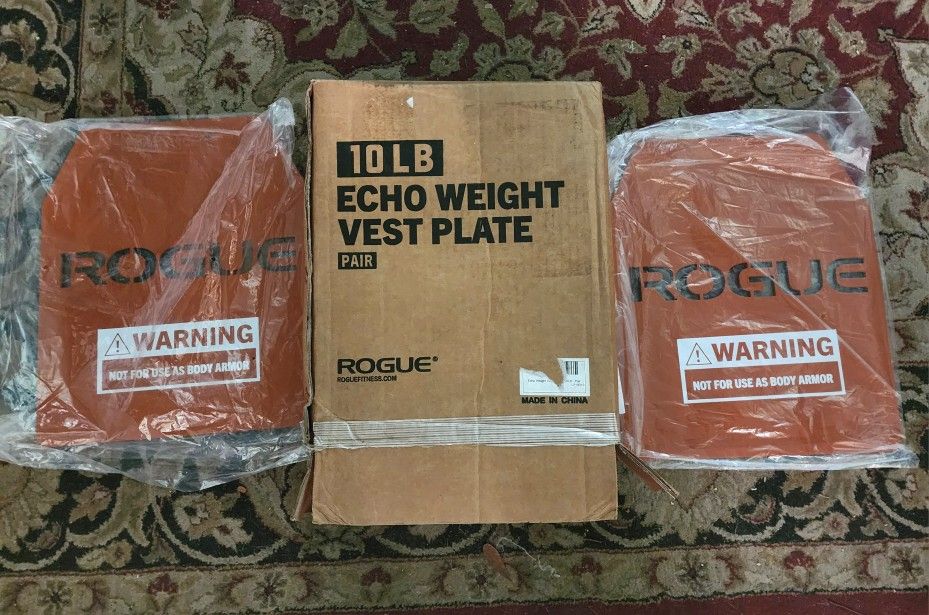 ROGUE
WARNING
NOT FOR USE AS BODY ARMOR
10 LB
ECHO WEIGHT
VEST PLATE
PAIR
ROGUE®
ROGUEFITNESS.COM
MADE IN CHINA
ROGUE
WARNING
NOT FOR USE AS BODY ARMOR